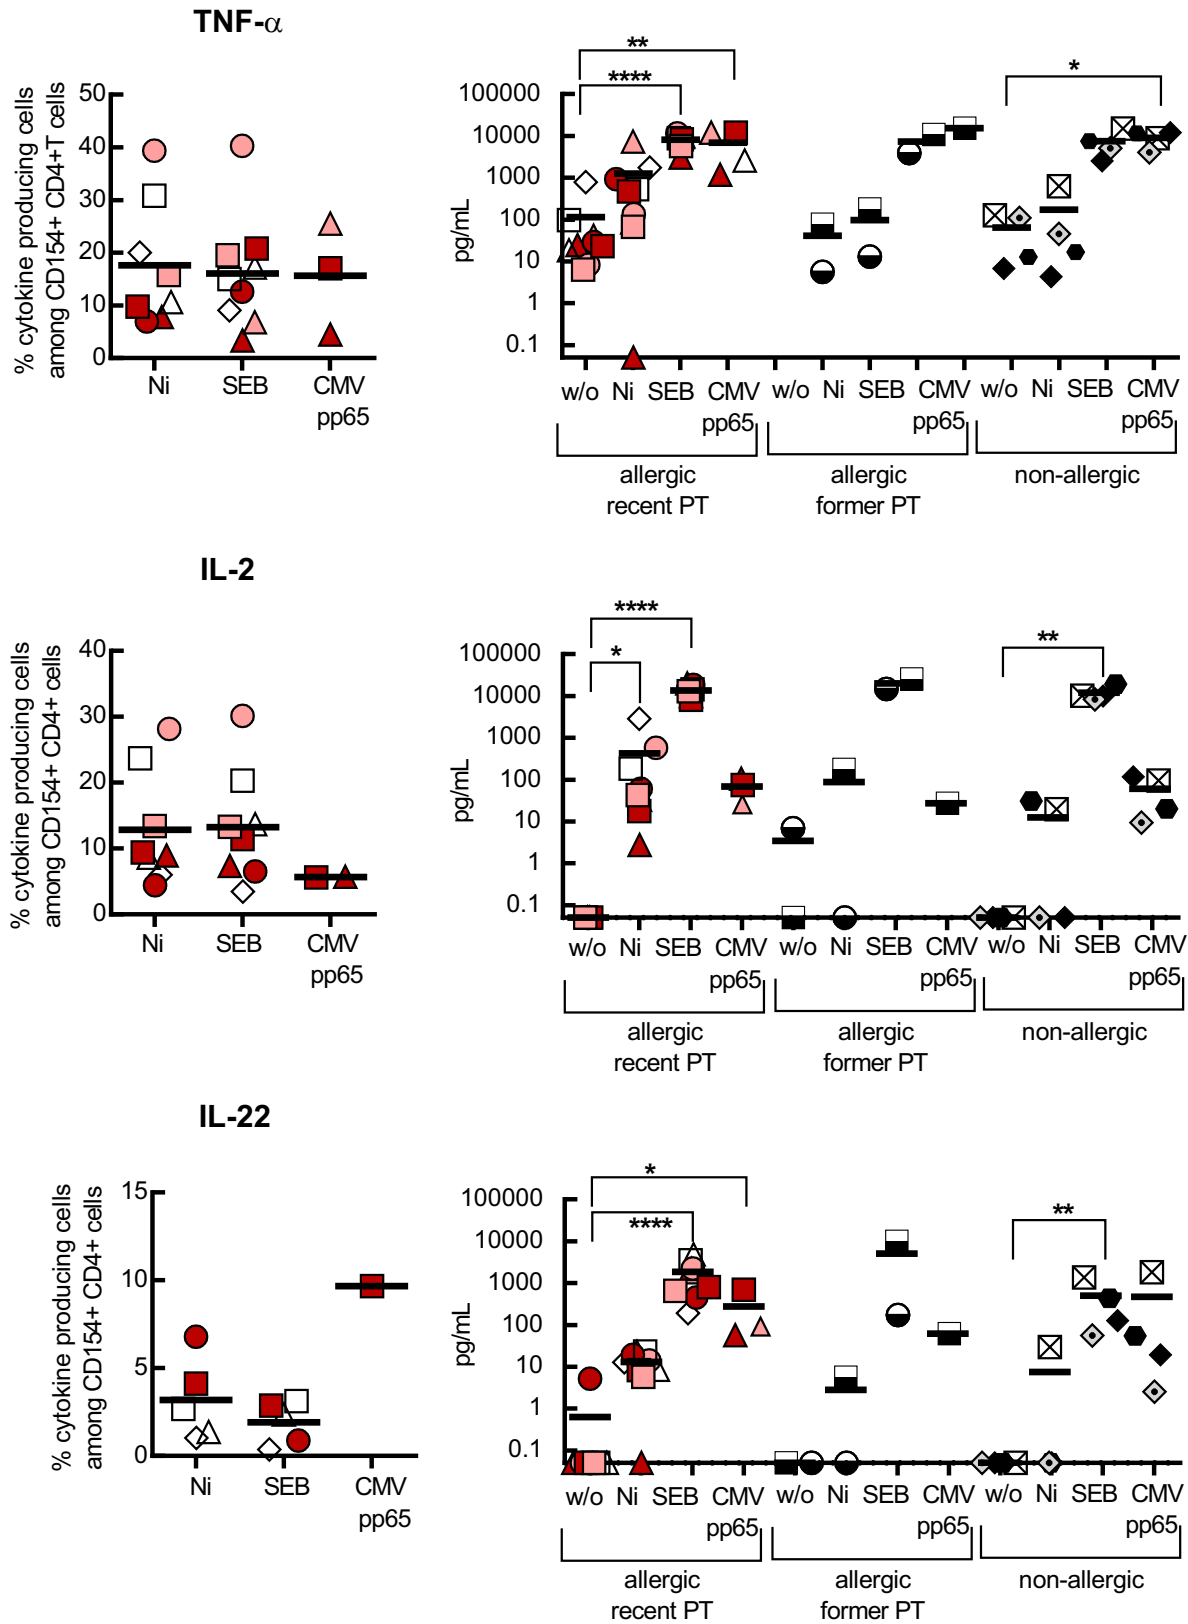 TNF-α
% cytokine producing cells
among CD154+ CD4+T cells
50
40
30
20
10
0
Ni
SEB
CMV
pp65
pg/mL
100000
10000
1000
100
10
1
0.1
**
****
*
w/o Ni SEB CMV
pp65
w/o Ni SEB CMV
pp65
w/o Ni SEB CMV
pp65
allergic
recent PT
allergic
former PT
non-allergic
IL-2
% cytokine producing cells
among CD154+ CD4+ cells
40
30
20
10
0
Ni
SEB
CMV
pp65
pg/mL
100000
10000
1000
100
10
1
0.1
****
*
**
w/o Ni SEB CMV
pp65
w/o Ni SEB CMV
pp65
w/o Ni SEB CMV
pp65
allergic
recent PT
allergic
former PT
non-allergic
IL-22
% cytokine producing cells
among CD154+ CD4+ cells
15
10
5
0
Ni
SEB
CMV
pp65
pg/mL
100000
10000
1000
100
10
1
0.1
*
****
**
w/o Ni SEB CMV
pp65
w/o Ni SEB CMV
pp65
w/o Ni SEB CMV
pp65
allergic
recent PT
allergic
former PT
non-allergic